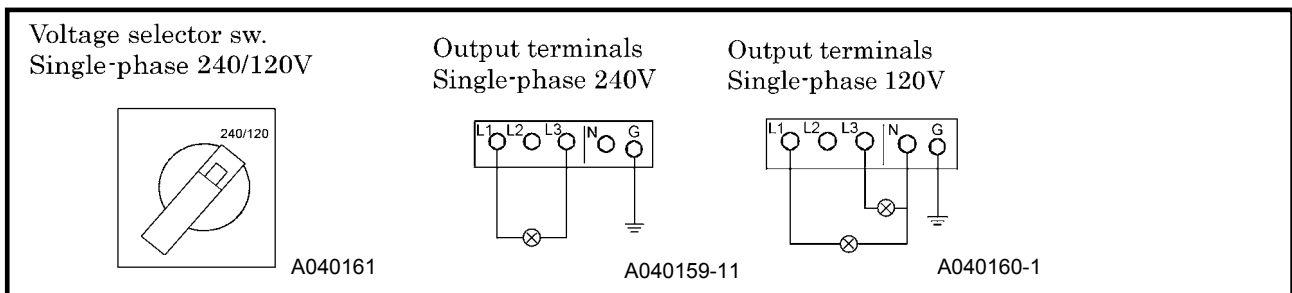 Voltage selector sw.
Single-phase 240/120V
240/120
A040161
Output terminals
Single-phase 240V
L1 L2 L3 N G
A040159-11
Output terminals
Single-phase 120V
L1 L2 L3 N G
A040160-1